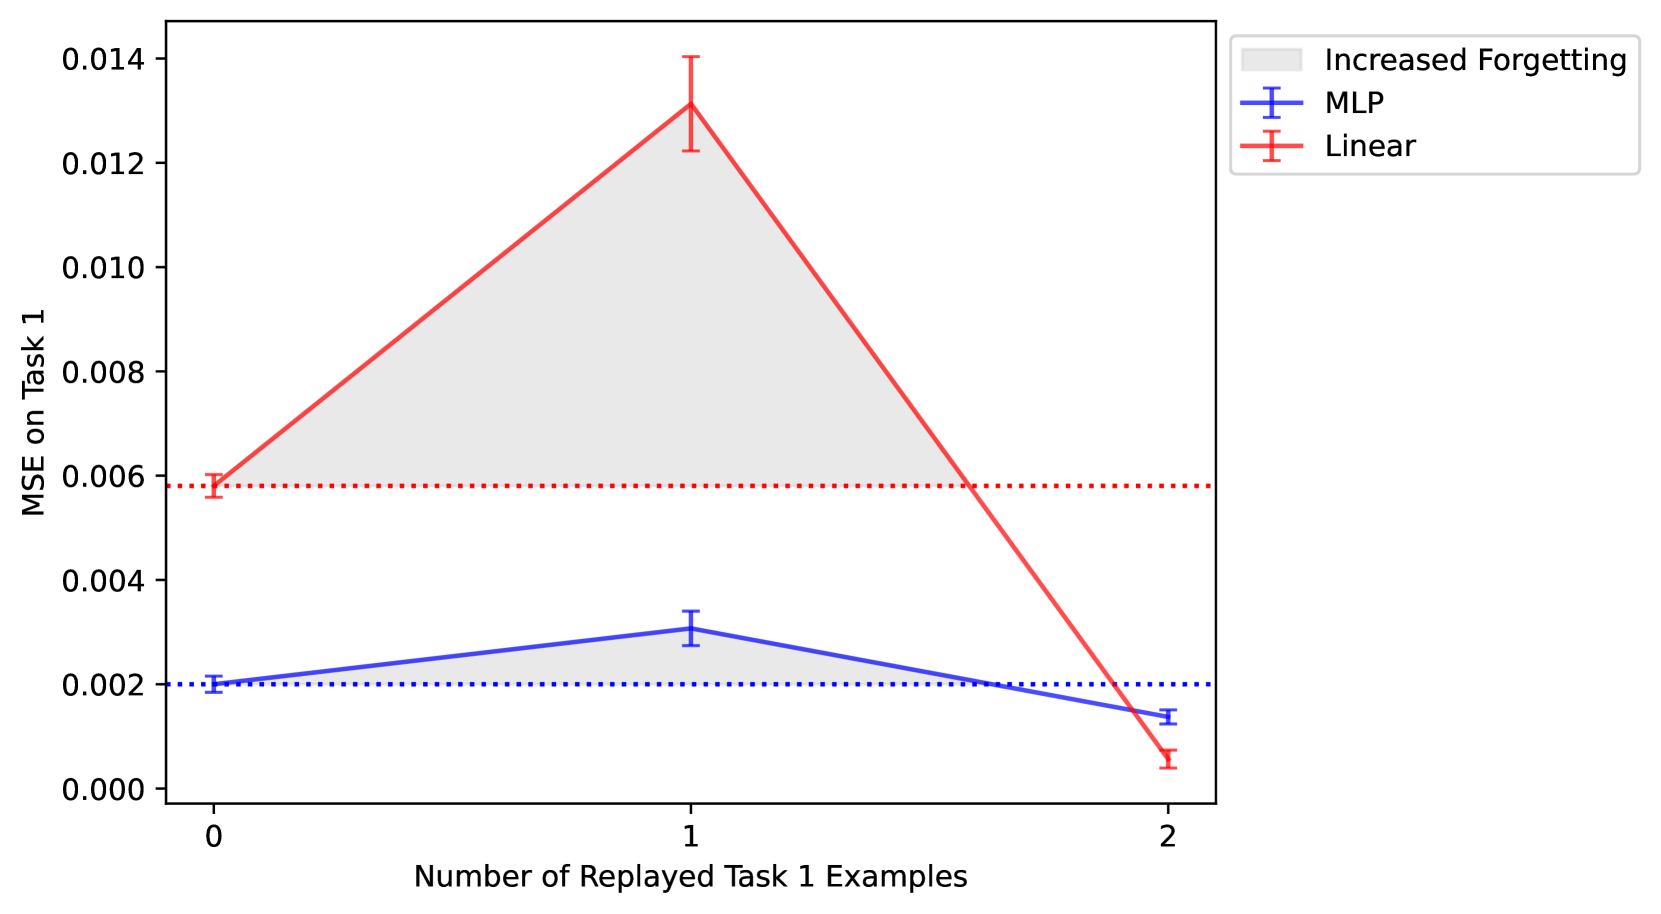 0.014
0.012
0.010
0.008
0.006
0.004
0.002
0.000
MSE on Task 1
0
1
2
Number of Replayed Task 1 Examples
Increased Forgetting
MLP
Linear